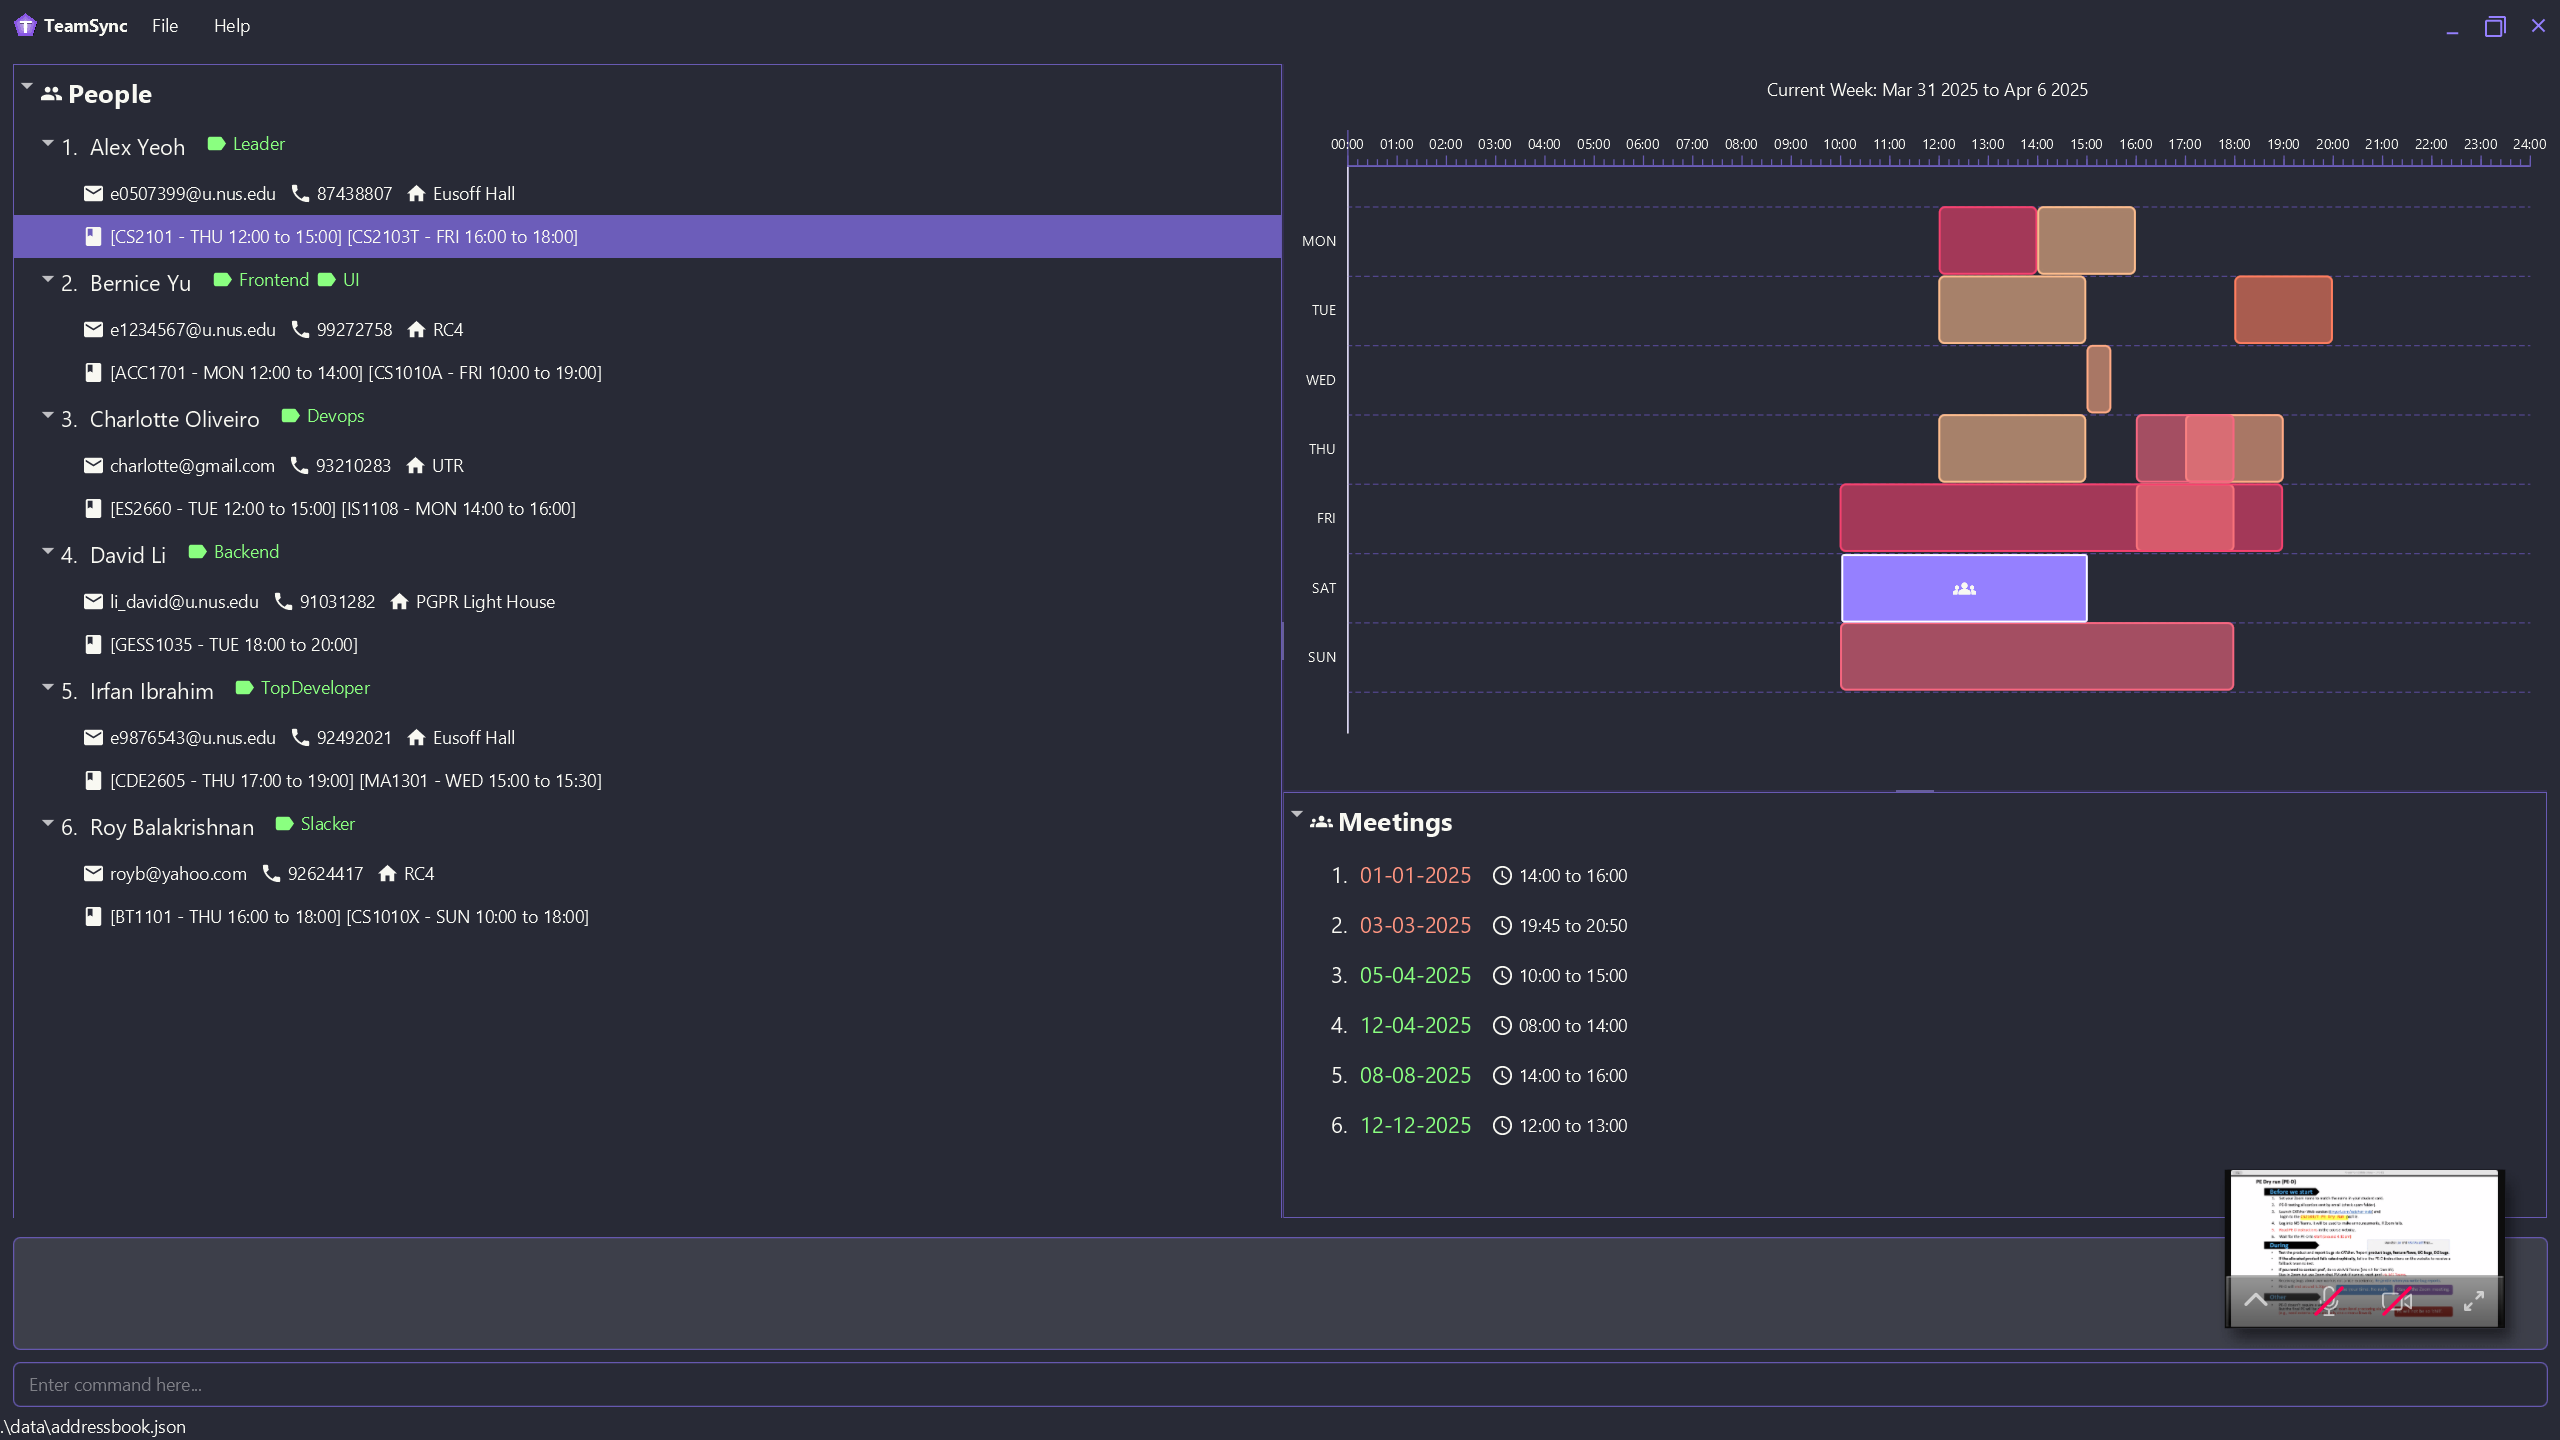 TeamSync File Help
People
1. Alex Yeoh Leader
e0507399@u.nus.edu 87438807 Eusoff Hall
[CS2101 - THU 12:00 to 15:00] [CS2103T - FRI 16:00 to 18:00]
2. Bernice Yu Frontend UI
e1234567@u.nus.edu 99272758 RC4
[ACC1701 - MON 12:00 to 14:00] [CS1010A - FRI 10:00 to 19:00]
3. Charlotte Oliveiro Devops
charlotte@gmail.com 93210283 UTR
[ES2660 - TUE 12:00 to 15:00] [IS1108 - MON 14:00 to 16:00]
4. David Li Backend
li_david@u.nus.edu 91031282 PGPR Light House
[GESS1035 - TUE 18:00 to 20:00]
5. Irfan Ibrahim TopDeveloper
e9876543@u.nus.edu 92492021 Eusoff Hall
[CDE2605 - THU 17:00 to 19:00] [MA1301 - WED 15:00 to 15:30]
6. Roy Balakrishnan Slacker
royb@yahoo.com 92624417 RC4
[BT1101 - THU 16:00 to 18:00] [CS1010X - SUN 10:00 to 18:00]
Current Week: Mar 31 2025 to Apr 6 2025
00:00 01:00 02:00 03:00 04:00 05:00 06:00 07:00 08:00 09:00 10:00 11:00 12:00 13:00 14:00 15:00 16:00 17:00 18:00 19:00 20:00 21:00 22:00 23:00 24:00
MON
TUE
WED
THU
FRI
SAT
SUN
Meetings
1. 01-01-2025 14:00 to 16:00
2. 03-03-2025 19:45 to 20:50
3. 05-04-2025 10:00 to 15:00
4. 12-04-2025 08:00 to 14:00
5. 08-08-2025 14:00 to 16:00
6. 12-12-2025 12:00 to 13:00
PE Dry run [PE-D]
Before we start
During
Other
Enter command here...
.\data\addressbook.json